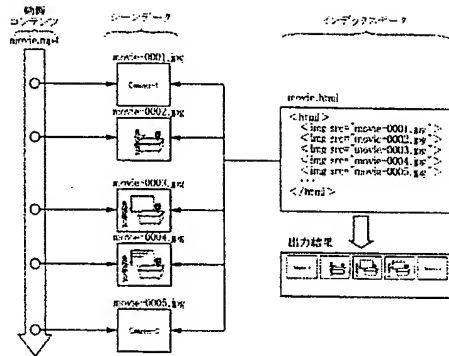 動画
コンテンツ
movie.mp4
シーンデータ
movie-0001.jpg
movie-0002.jpg
movie-0003.jpg
movie-0004.jpg
movie-0005.jpg
インデックスデータ
movie.html
<html>
<img src="movie-0001.jpg">
<img src="movie-0002.jpg">
<img src="movie-0003.jpg">
<img src="movie-0004.jpg">
<img src="movie-0005.jpg">
...
</html>
出力結果